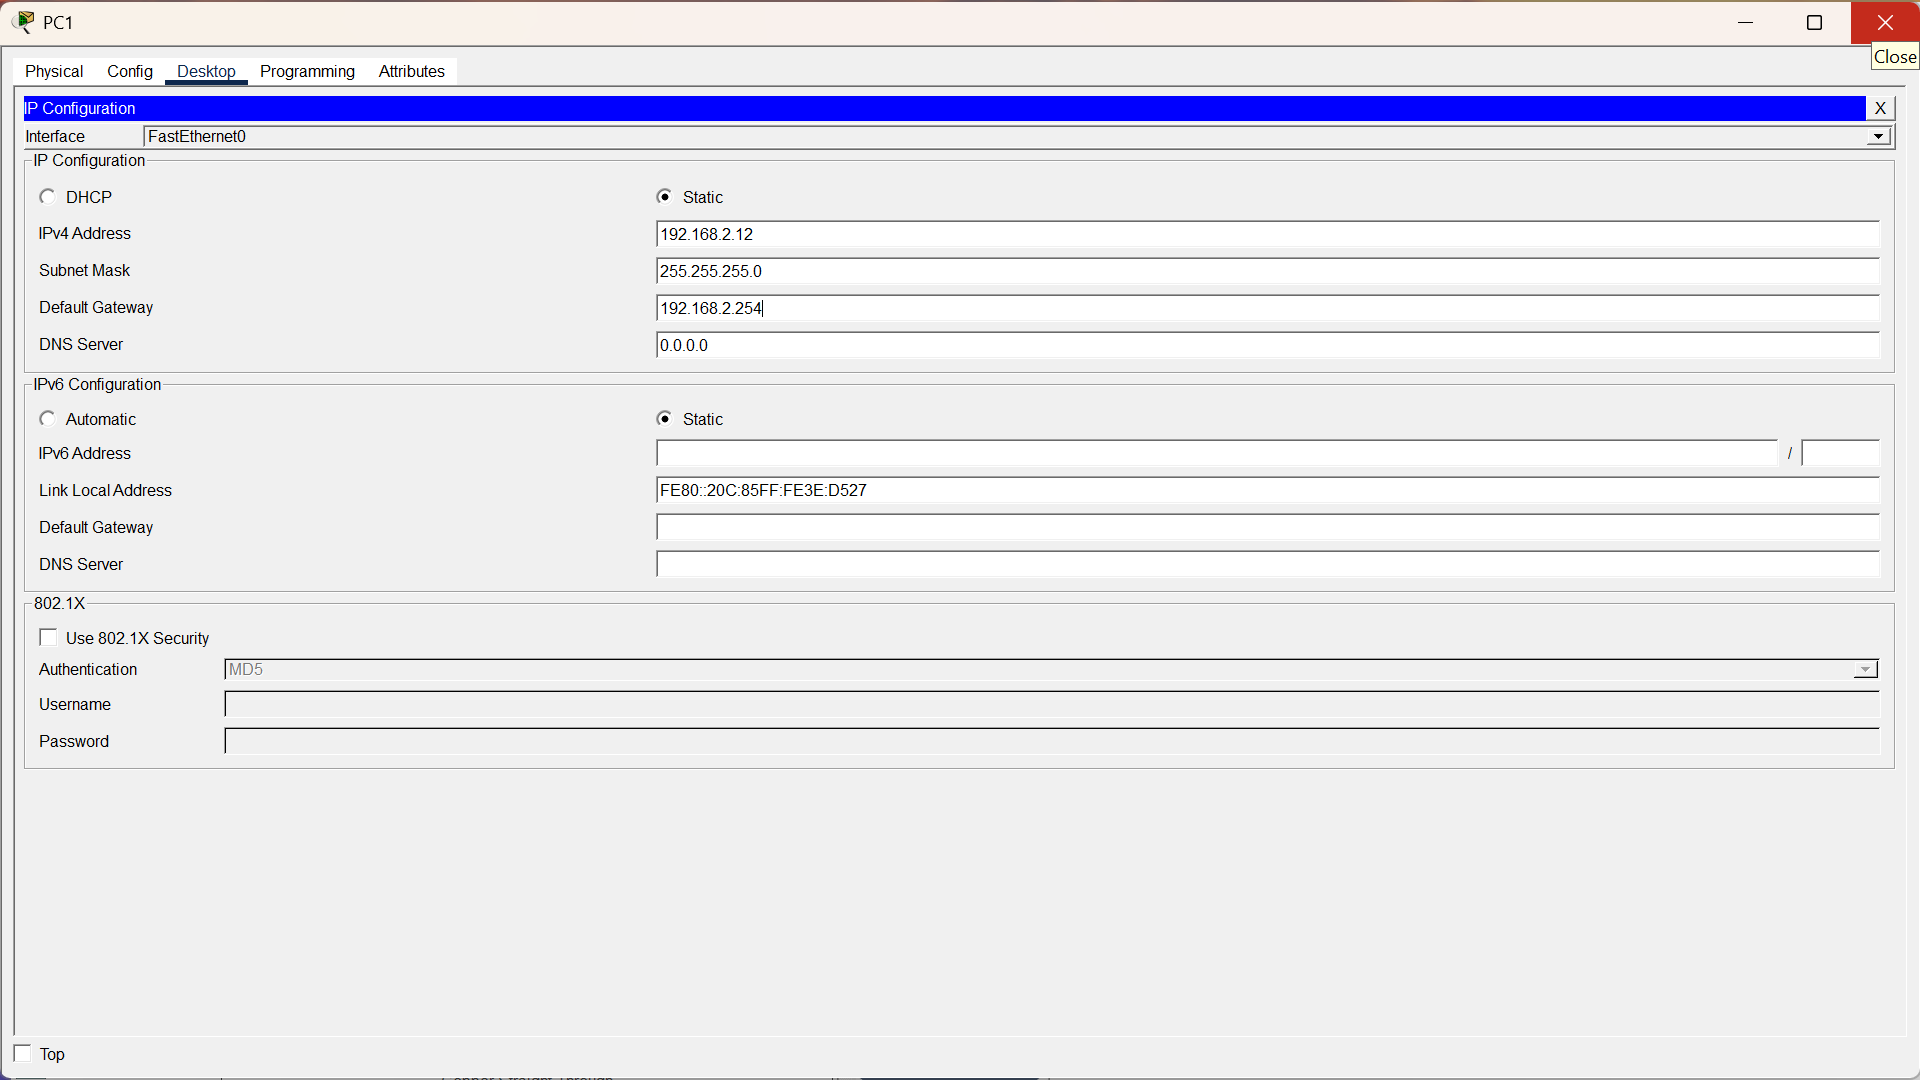 PC1
Close
Physical Config Desktop Programming Attributes
IP Configuration X
Interface FastEthernet0
IP Configuration
DHCP Static
IPv4 Address 192.168.2.12
Subnet Mask 255.255.255.0
Default Gateway 192.168.2.254
DNS Server 0.0.0.0
IPv6 Configuration
Automatic Static
IPv6 Address /
Link Local Address FE80::20C:85FF:FE3E:D527
Default Gateway
DNS Server
802.1X
Use 802.1X Security
Authentication MD5
Username
Password
Top